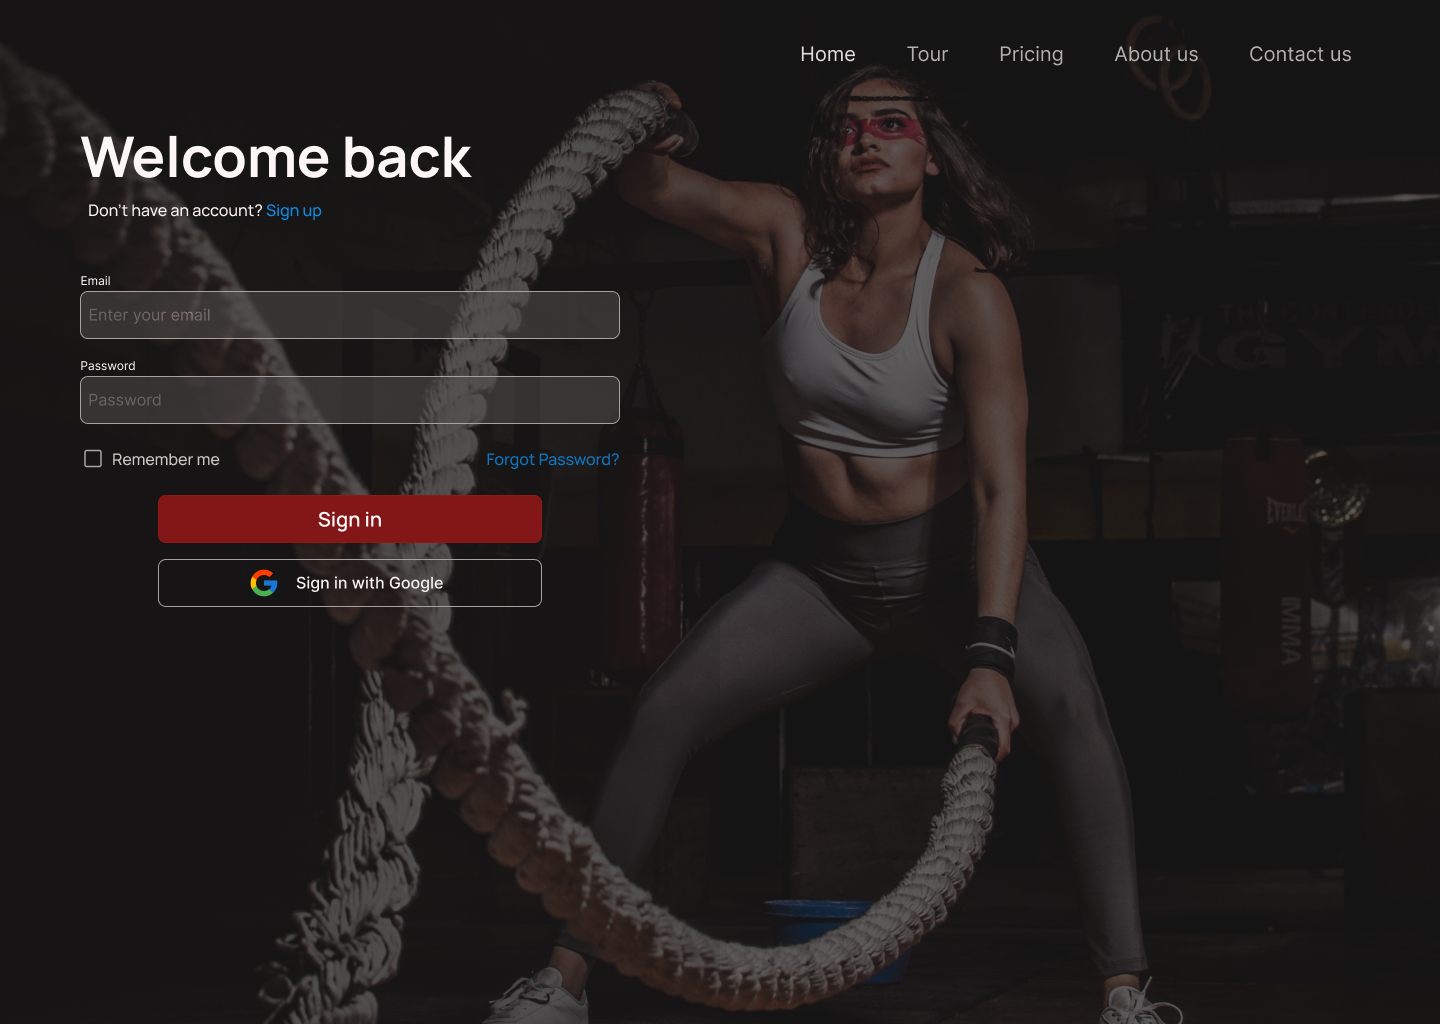 Home Tour Pricing About us Contact us
Welcome back
Don't have an account? Sign up
Email
Enter your email
Password
Password
Remember me Forgot Password?
Sign in
Sign in with Google
GYM
EVERLAST
MMA